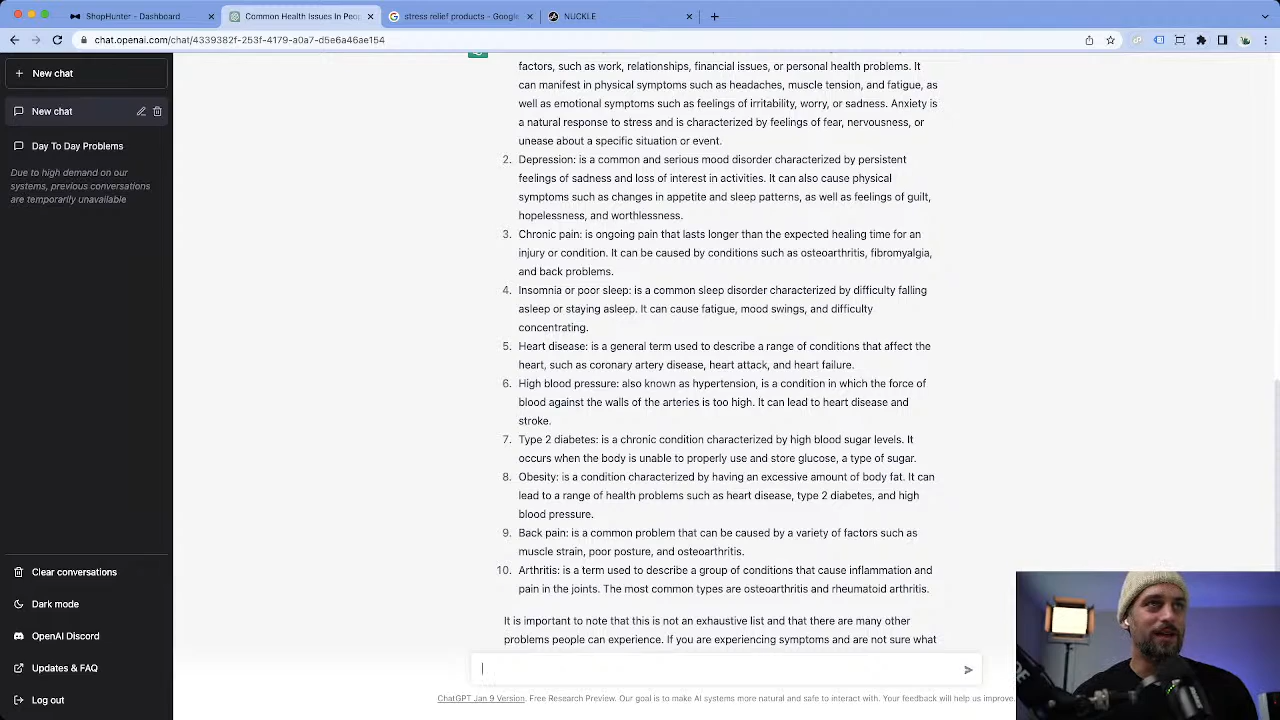 ShopHunter - Dashboard
Common Health Issues In Peop
stress relief products - Google
NUCKLE
chat.openai.com/chat/4339382f-253f-4179-a0a7-d5e6a46ae154
New chat
New chat
Day To Day Problems
Due to high demand on our
systems, previous conversations
are temporarily unavailable
Clear conversations
Dark mode
OpenAI Discord
Updates & FAQ
Log out
factors, such as work, relationships, financial issues, or personal health problems. It
can manifest in physical symptoms such as headaches, muscle tension, and fatigue, as
well as emotional symptoms such as feelings of irritability, worry, or sadness. Anxiety is
a natural response to stress and is characterized by feelings of fear, nervousness, or
unease about a specific situation or event.
2. Depression: is a common and serious mood disorder characterized by persistent
feelings of sadness and loss of interest in activities. It can also cause physical
symptoms such as changes in appetite and sleep patterns, as well as feelings of guilt,
hopelessness, and worthlessness.
3. Chronic pain: is ongoing pain that lasts longer than the expected healing time for an
injury or condition. It can be caused by conditions such as osteoarthritis, fibromyalgia,
and back problems.
4. Insomnia or poor sleep: is a common sleep disorder characterized by difficulty falling
asleep or staying asleep. It can cause fatigue, mood swings, and difficulty
concentrating.
5. Heart disease: is a general term used to describe a range of conditions that affect the
heart, such as coronary artery disease, heart attack, and heart failure.
6. High blood pressure: also known as hypertension, is a condition in which the force of
blood against the walls of the arteries is too high. It can lead to heart disease and
stroke.
7. Type 2 diabetes: is a chronic condition characterized by high blood sugar levels. It
occurs when the body is unable to properly use and store glucose, a type of sugar.
8. Obesity: is a condition characterized by having an excessive amount of body fat. It can
lead to a range of health problems such as heart disease, type 2 diabetes, and high
blood pressure.
9. Back pain: is a common problem that can be caused by a variety of factors such as
muscle strain, poor posture, and osteoarthritis.
10. Arthritis: is a term used to describe a group of conditions that cause inflammation and
pain in the joints. The most common types are osteoarthritis and rheumatoid arthritis.
It is important to note that this is not an exhaustive list and that there are many other
problems people can experience. If you are experiencing symptoms and are not sure what
ChatGPT Jan 9 Version. Free Research Preview. Our goal is to make AI systems more natural and safe to interact with. Your feedback will help us improve.